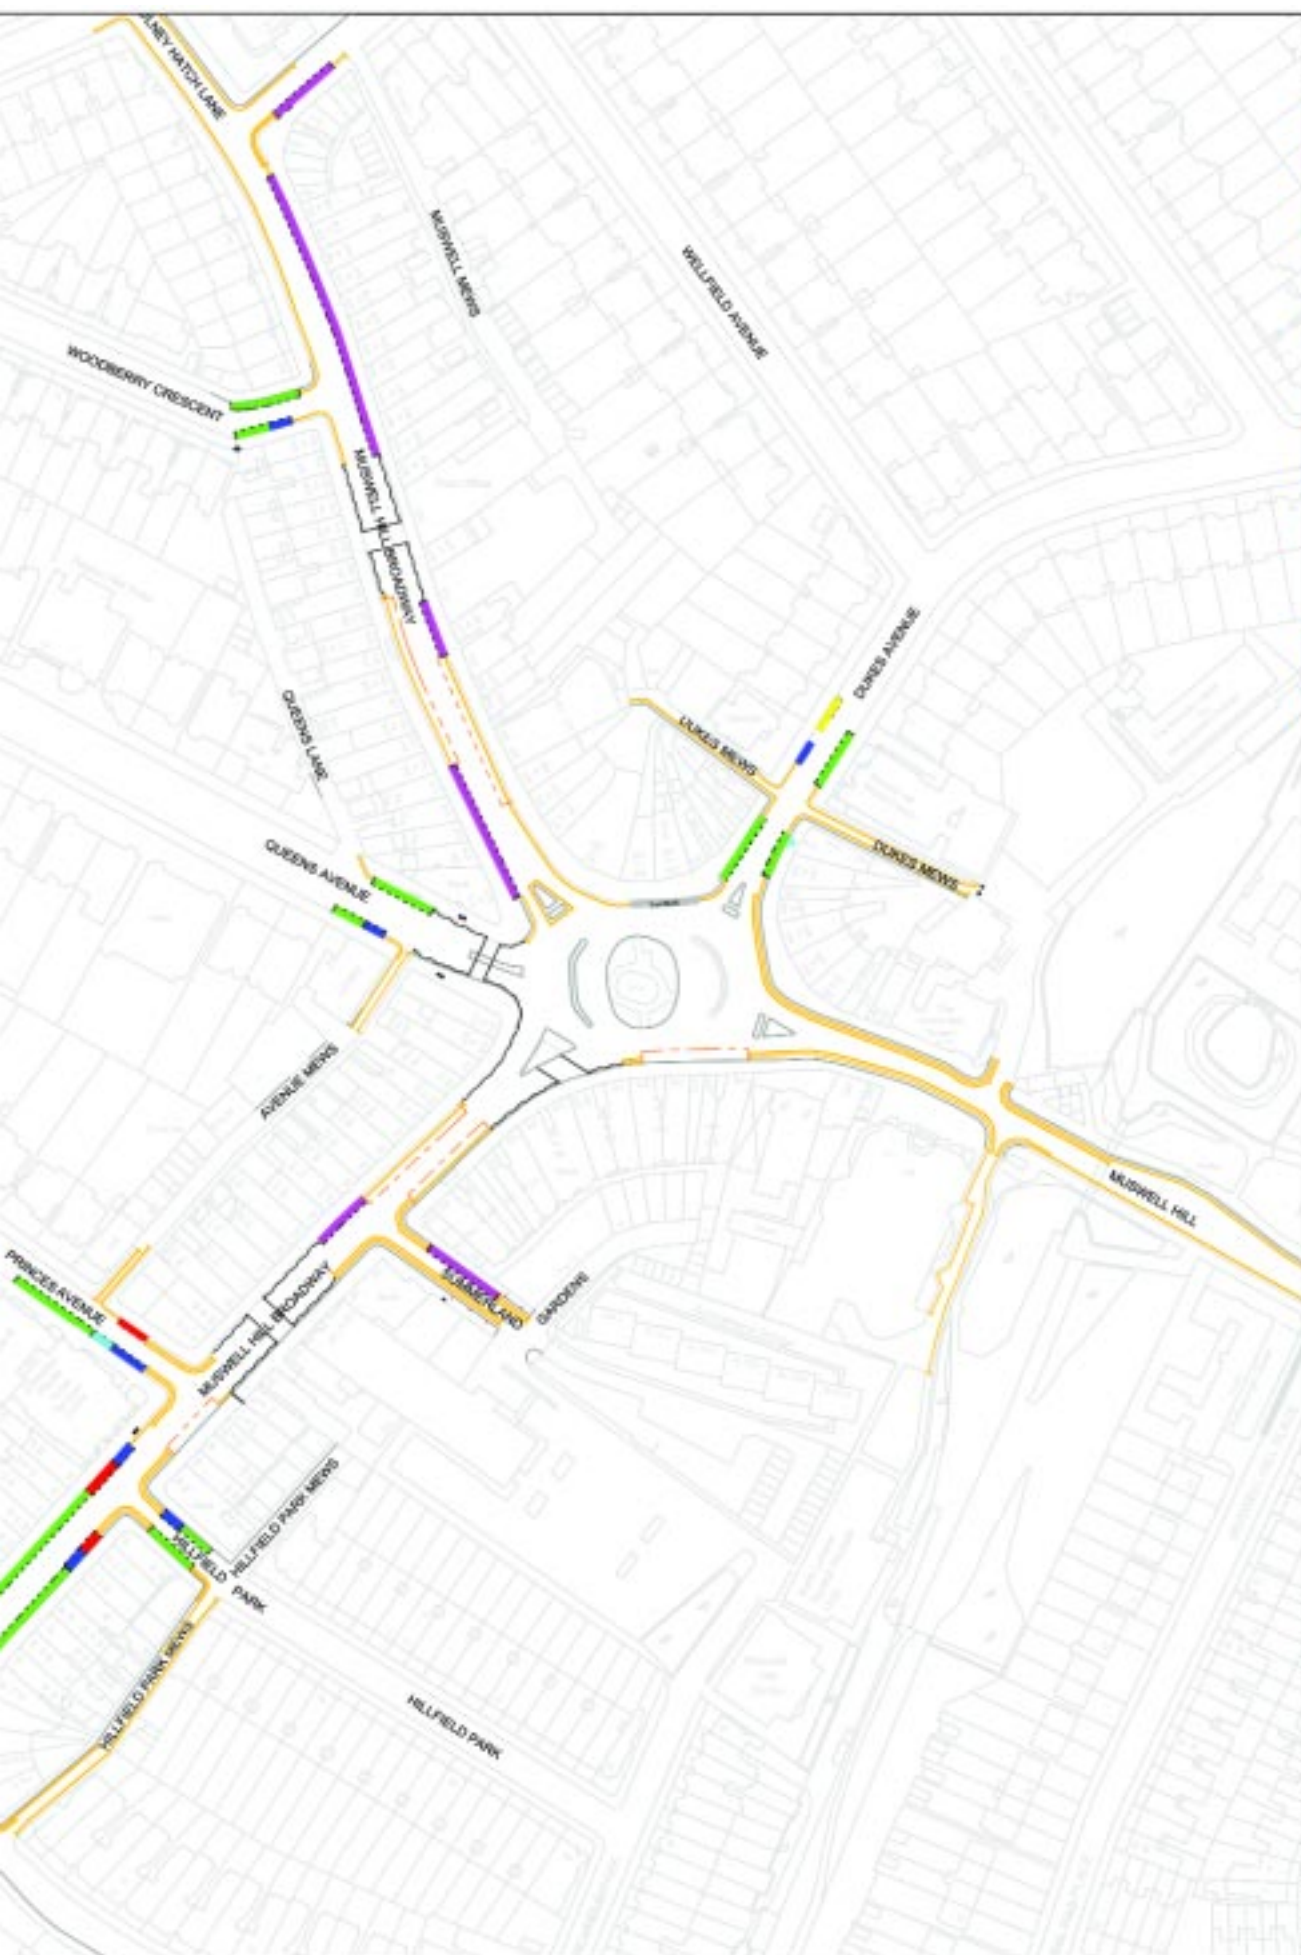 HATCH LANE
MUSWELL MEWS
WELLFIELD AVENUE
WOODBERRY CRESCENT
MUSWELL HILL BROADWAY
DUKES AVENUE
QUEENS LANE
DUKES MEWS
QUEENS AVENUE
DUKES MEWS
AVENUE MEWS
MUSWELL HILL
PRINCES AVENUE
SUMMERLAND
GARDENS
MUSWELL HILL BROADWAY
HILLFIELD PARK MEWS
HILLFIELD
PARK
HILLFIELD PARK MEWS
HILLFIELD PARK